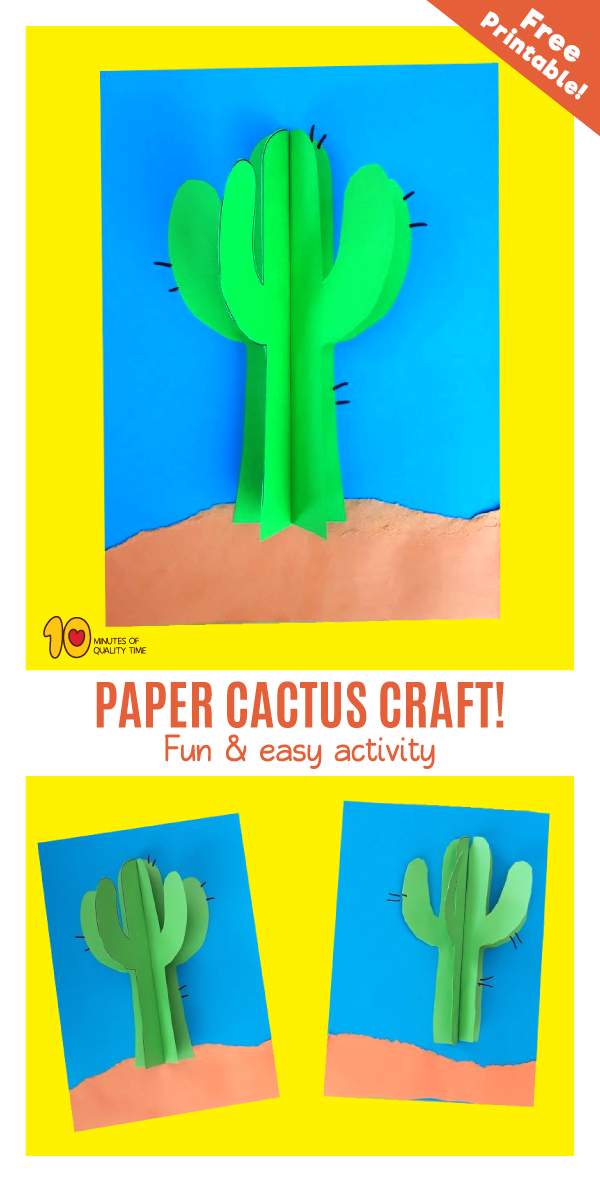 Free
Printable!
10
MINUTES OF
QUALITY TIME
PAPER CACTUS CRAFT!
Fun & easy activity